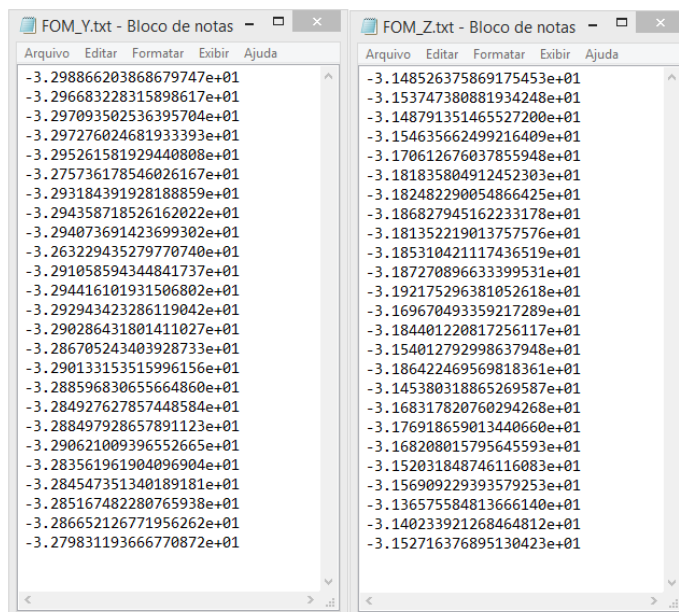 FOM_Y.txt - Bloco de notas
Arquivo Editar Formatar Exibir Ajuda
-3.298866203868679747e+01
-3.296683228315898617e+01
-3.297093502536395704e+01
-3.297276024681933393e+01
-3.295261581929440808e+01
-3.275736178546026167e+01
-3.293184391928188859e+01
-3.294358718526162022e+01
-3.294073691423699302e+01
-3.263229435279770740e+01
-3.291058594344841737e+01
-3.294416101931506802e+01
-3.292943423286119042e+01
-3.290286431801411027e+01
-3.286705243403928733e+01
-3.290133153515996156e+01
-3.288596830655664860e+01
-3.284927627857448584e+01
-3.288497928657891123e+01
-3.290621009396552665e+01
-3.283561961904096904e+01
-3.284547351340189181e+01
-3.285167482280765938e+01
-3.286652126771956262e+01
-3.279831193666770872e+01
FOM_Z.txt - Bloco de notas
Arquivo Editar Formatar Exibir Ajuda
-3.148526375869175453e+01
-3.153747380881934248e+01
-3.148791351465527200e+01
-3.154635662499216409e+01
-3.170612676037855948e+01
-3.181835804912452303e+01
-3.182482290054866425e+01
-3.186827945162233178e+01
-3.181352219013757576e+01
-3.185310421117436519e+01
-3.187270896633399531e+01
-3.192175296381052618e+01
-3.169670493359217289e+01
-3.184401220817256117e+01
-3.154012792998637948e+01
-3.186422469569818361e+01
-3.145380318865269587e+01
-3.168317820760294268e+01
-3.176918659013440660e+01
-3.168208015795645593e+01
-3.152031848746116083e+01
-3.156909229393579253e+01
-3.136575584813666140e+01
-3.140233921268464812e+01
-3.152716376895130423e+01